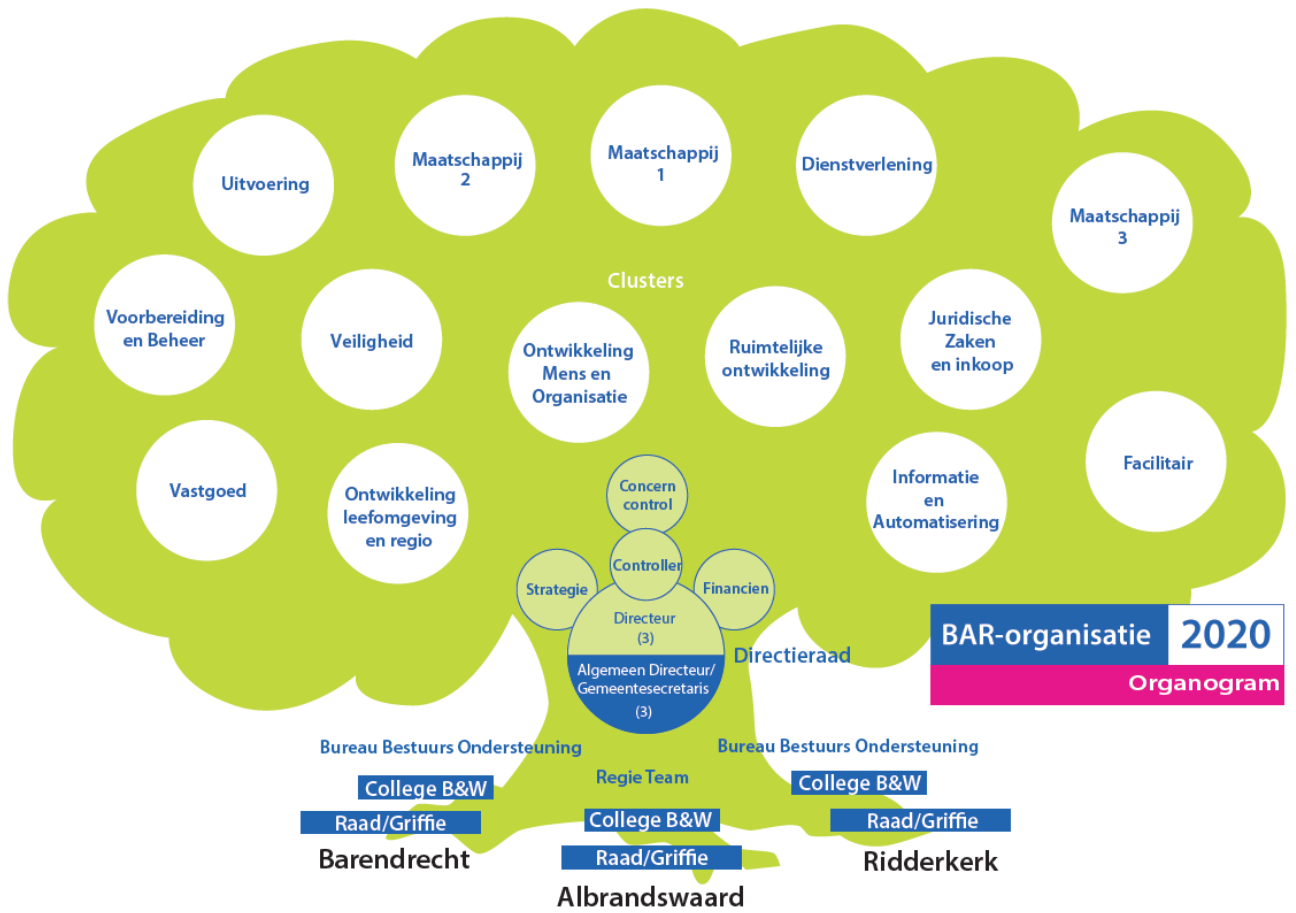 Uitvoering
Maatschappij
2
Maatschappij
1
Dienstverlening
Maatschappij
3
Clusters
Voorbereiding
en Beheer
Veiligheid
Ontwikkeling
Mens en
Organisatie
Ruimtelijke
ontwikkeling
Juridische
Zaken
en inkoop
Vastgoed
Ontwikkeling
leefomgeving
en regio
Concern
control
Informatie
en
Automatisering
Facilitair
Strategie
Controller
Financien
Directeur
(3)
Algemeen Directeur/
Gemeentesecretaris
(3)
Directieraad
BAR-organisatie 2020
Organogram
Bureau Bestuurs Ondersteuning
Bureau Bestuurs Ondersteuning
Regie Team
College B&W
Raad/Griffie
Barendrecht
College B&W
Raad/Griffie
Albrandswaard
College B&W
Raad/Griffie
Ridderkerk